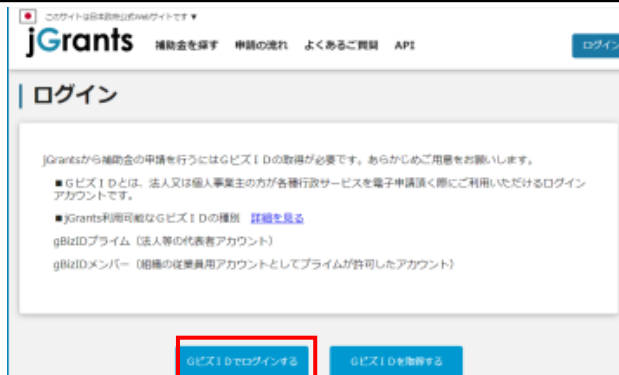 このサイトは日本政府公式Webサイトです▼
jGrants 補助金を探す 申請の流れ よくあるご質問 API ログイン
ログイン
jGrantsから補助金の申請を行うにはGビズIDの取得が必要です。あらかじめご用意をお願いします。
■GビズIDとは、法人又は個人事業主の方が各種行政サービスを電子申請頂く際にご利用いただけるログイン
アカウントです。
■jGrants利用可能なGビズIDの種別 詳細を見る
gBizIDプライム（法人等の代表者アカウント）
gBizIDメンバー（組織の従業員用アカウントとしてプライムが許可したアカウント）
GビズIDでログインする GビズIDを取得する